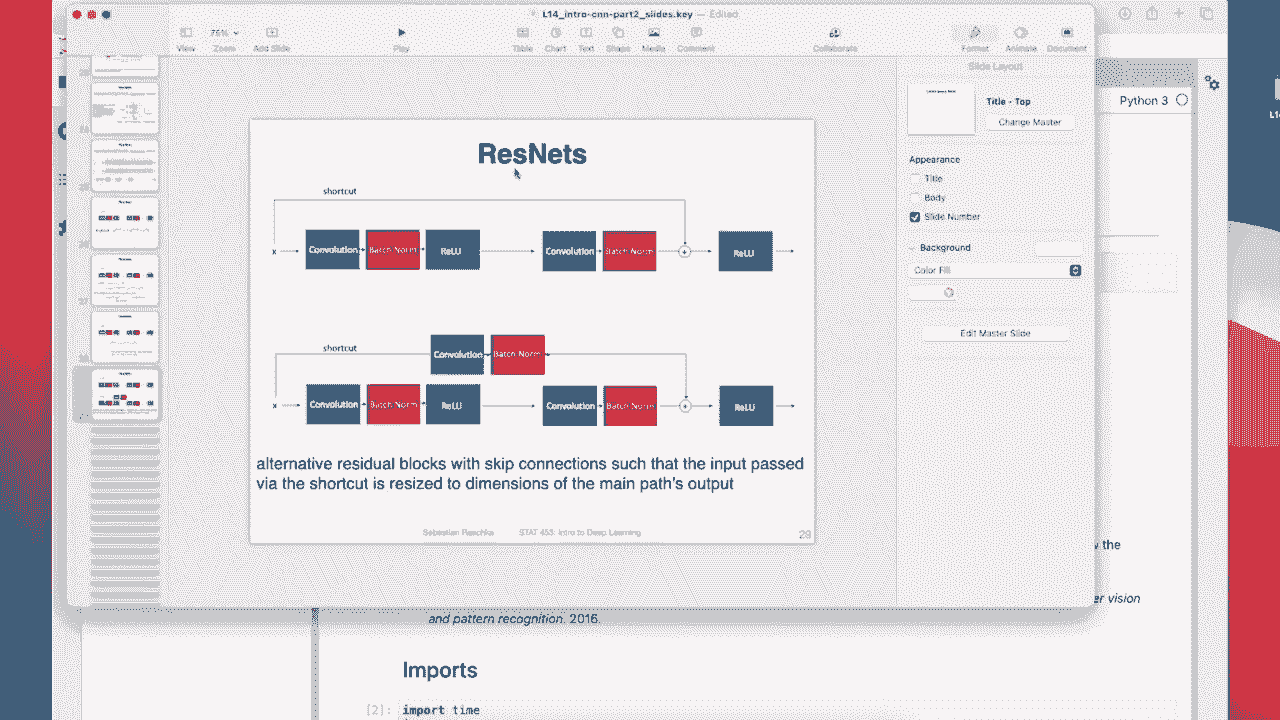 L14_intro-cnn-part2_slides.key — Edited
View
75%
Zoom
Add Slide
Play
Table
Chart
Text
Shape
Media
Comment
Collaborate
Format
Animate
Document
Slide Layout
Title - Top
Change Master
Python 3
Appearance
Title
Body
Slide Number
Background
Color Fill
Edit Master Slide
ResNets
shortcut
x
Convolution
Batch Norm
ReLU
Convolution
Batch Norm
+
ReLU
shortcut
Convolution
Batch Norm
x
Convolution
Batch Norm
ReLU
Convolution
Batch Norm
+
ReLU
alternative residual blocks with skip connections such that the input passed
via the shortcut is resized to dimensions of the main path's output
Sebastian Raschka STAT 453: Intro to Deep Learning
29
the
vision
and pattern recognition. 2016.
Imports
[2]: import time